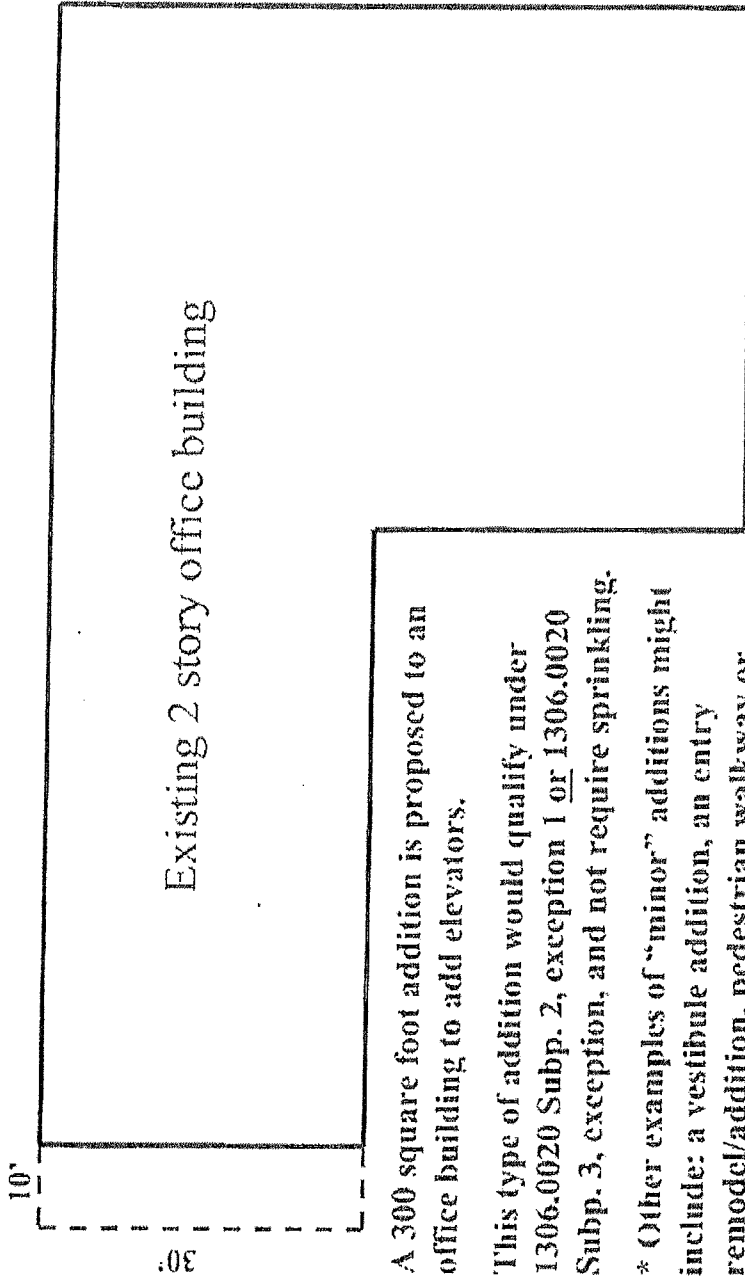 10'
30'
Existing 2 story office building
A 300 square foot addition is proposed to an
office building to add elevators.
This type of addition would qualify under
1306.0020 Subp. 2, exception 1 or 1306.0020
Subp. 3, exception, and not require sprinkling.
* Other examples of “minor” additions might
include: a vestibule addition, an entry
remodel/addition, pedestrian walkway or